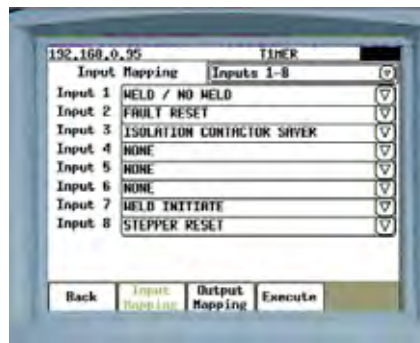 192.168.0.95 TIMER
Input Mapping Inputs 1-8
Input 1 WELD / NO WELD
Input 2 FAULT RESET
Input 3 ISOLATION CONTACTOR SAVER
Input 4 NONE
Input 5 NONE
Input 6 NONE
Input 7 WELD INITIATE
Input 8 STEPPER RESET
Back Input Mapping Output Mapping Execute